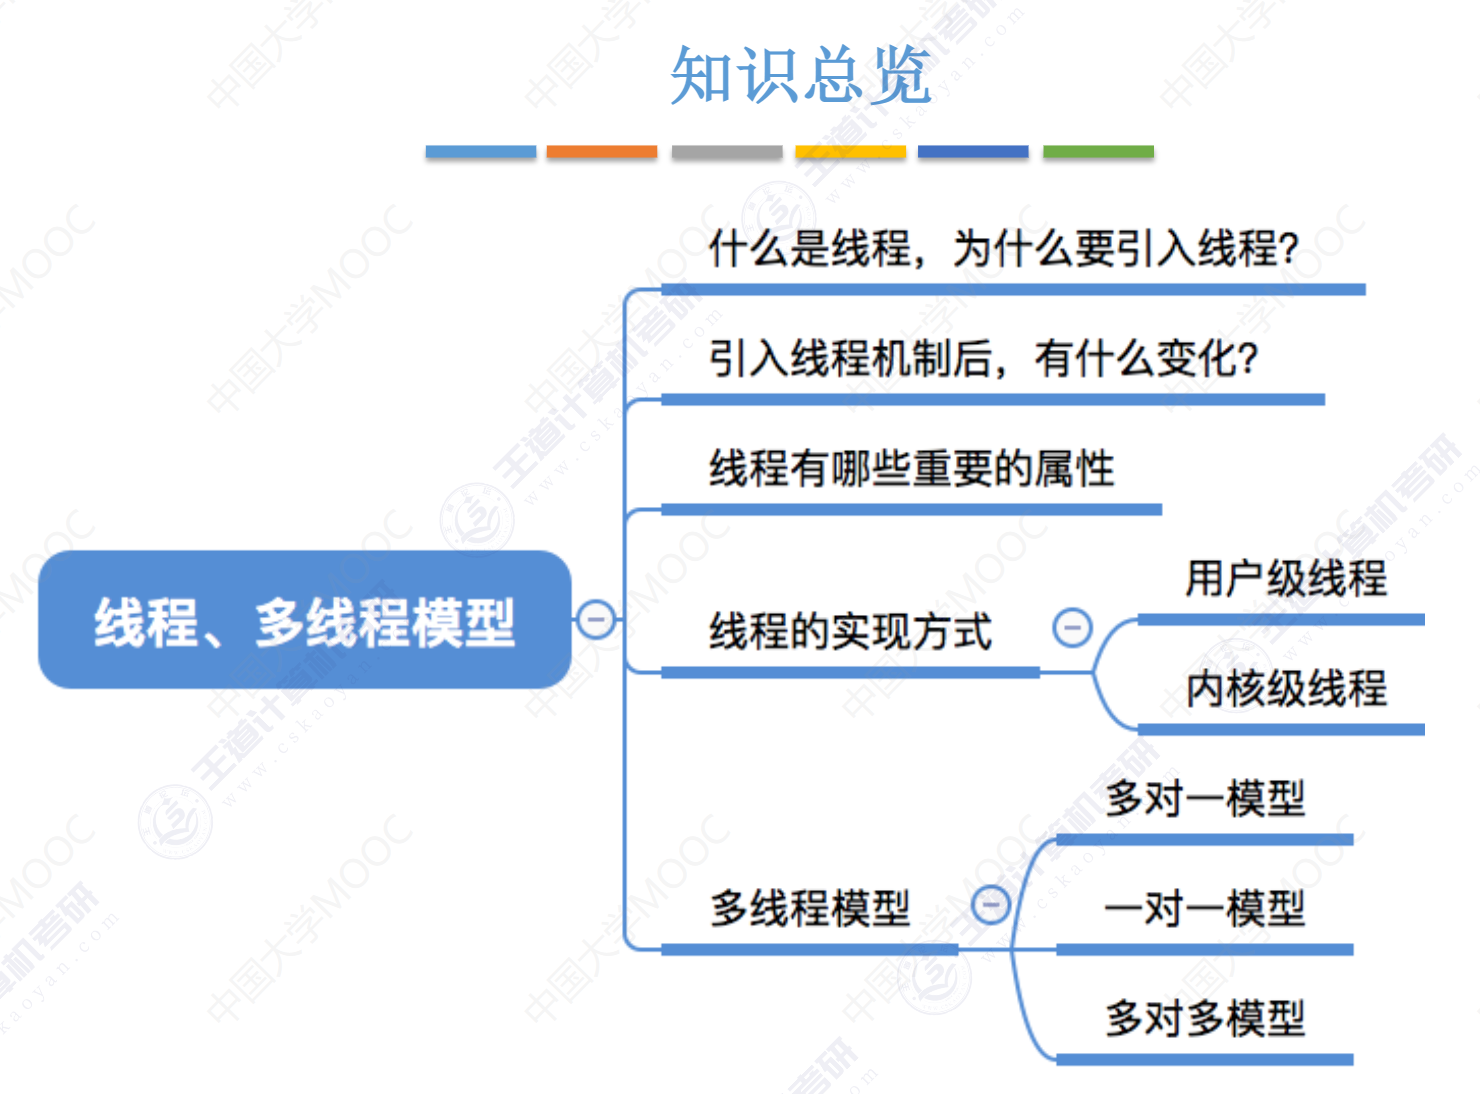 知识总览
什么是线程，为什么要引入线程？
引入线程机制后，有什么变化？
线程有哪些重要的属性
线程、多线程模型
线程的实现方式
用户级线程
内核级线程
多线程模型
多对一模型
一对一模型
多对多模型
中国大学MOOC
王道计算机考研
www.cskaoyan.com